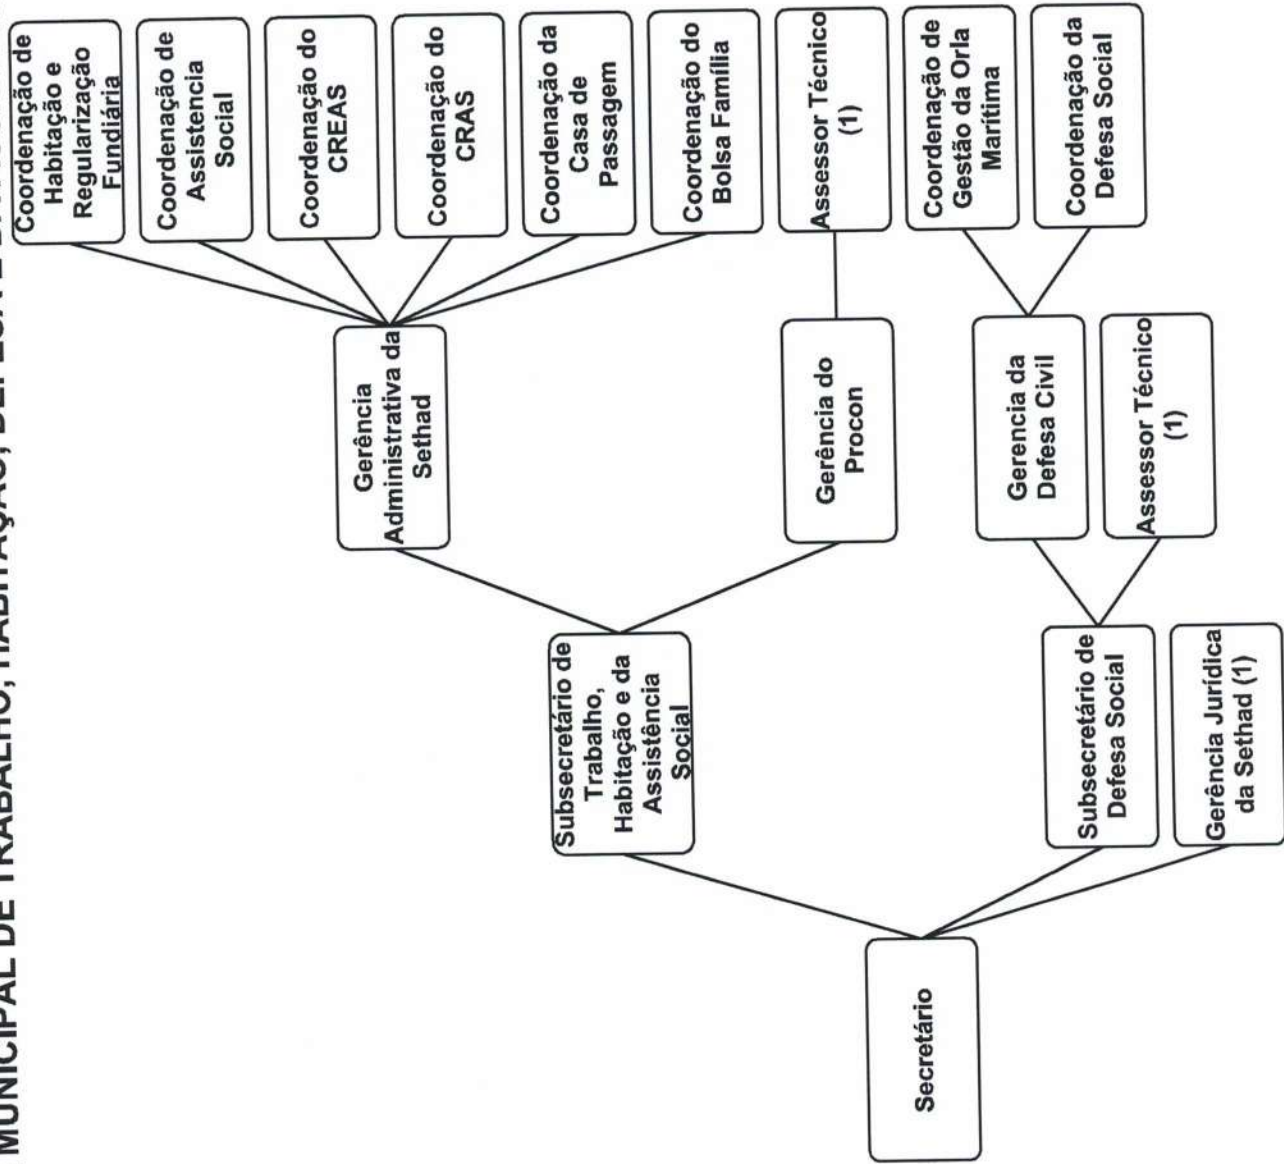 MUNICIPAL DE TRABALHO, HABITAÇÃO,
Secretário
Subsecretário de
Trabalho,
Habitação e da
Assistência
Social
Subsecretário de
Defesa Social
Gerência Jurídica
da Sethad (1)
Gerência
Administrativa da
Sethad
Gerência do
Procon
Gerencia da
Defesa Civil
Assessor Técnico
(1)
Coordenação de
Habitação e
Regularização
Fundiária
Coordenação de
Assistencia
Social
Coordenação do
CREAS
Coordenação do
CRAS
Coordenação da
Casa de
Passagem
Coordenação do
Bolsa Família
Assessor Técnico
(1)
Coordenação de
Gestão da Orla
Marítima
Coordenação da
Defesa Social